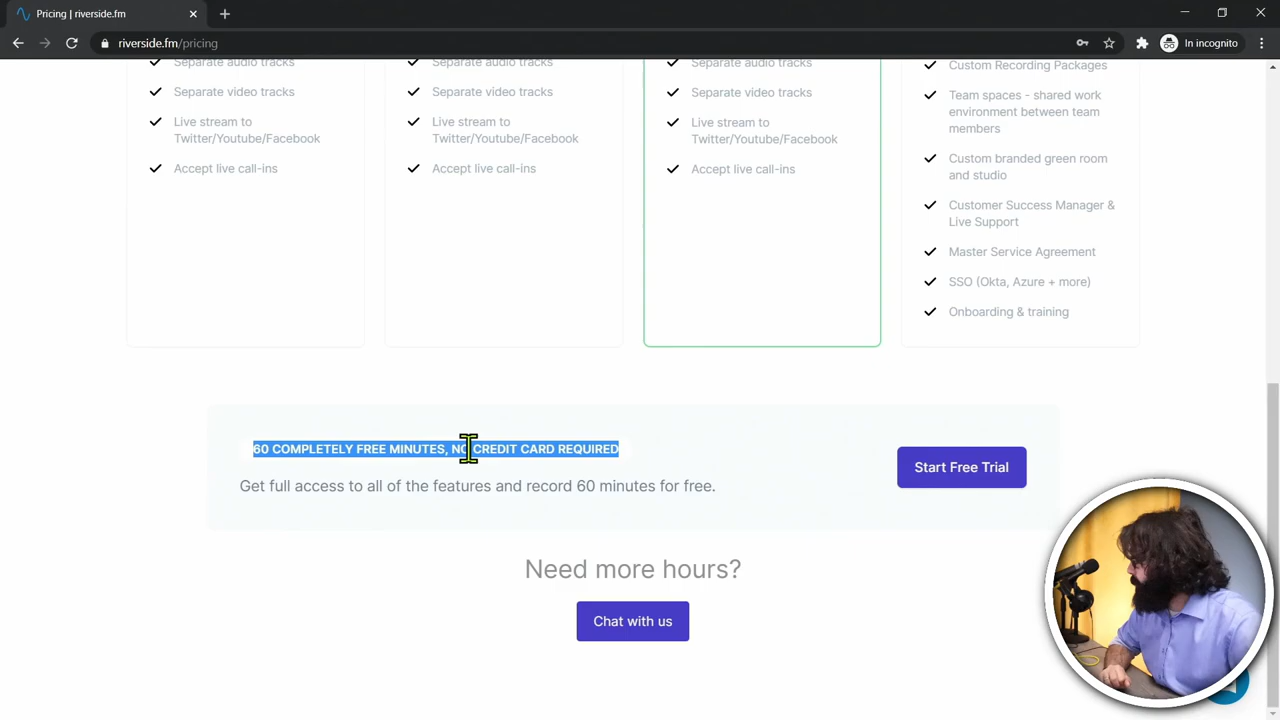 Pricing | riverside.fm
riverside.fm/pricing
In incognito
Separate audio tracks
Separate video tracks
Live stream to
Twitter/Youtube/Facebook
Accept live call-ins
Separate audio tracks
Separate video tracks
Live stream to
Twitter/Youtube/Facebook
Accept live call-ins
Separate audio tracks
Separate video tracks
Live stream to
Twitter/Youtube/Facebook
Accept live call-ins
Custom Recording Packages
Team spaces - shared work
environment between team
members
Custom branded green room
and studio
Customer Success Manager &
Live Support
Master Service Agreement
SSO (Okta, Azure + more)
Onboarding & training
60 COMPLETELY FREE MINUTES, NO CREDIT CARD REQUIRED
Get full access to all of the features and record 60 minutes for free.
Start Free Trial
Need more hours?
Chat with us